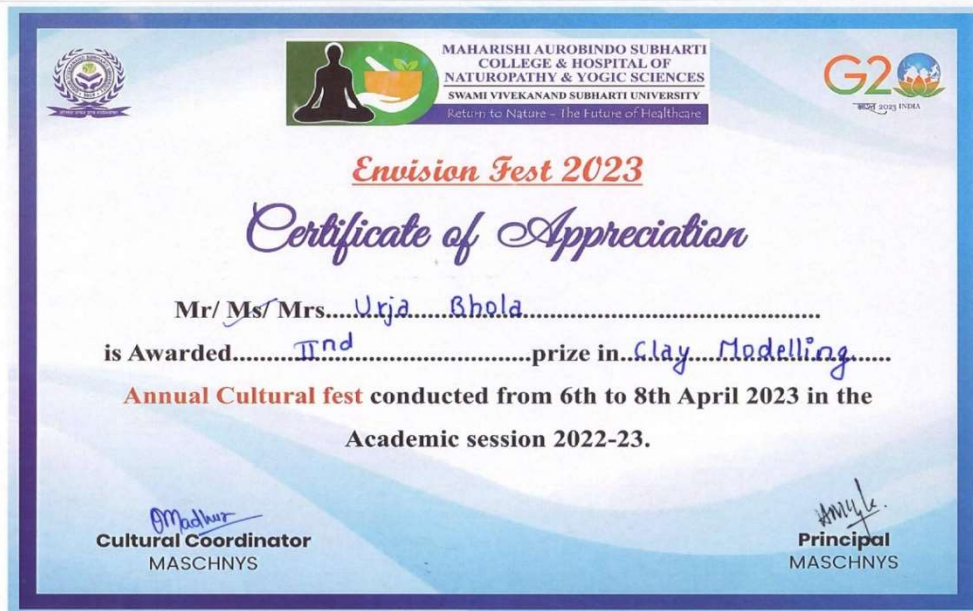 MAHARISHI AUROBINDO SUBHARTI
COLLEGE & HOSPITAL OF
NATUROPATHY & YOGIC SCIENCES
SWAMI VIVEKANAND SUBHARTI UNIVERSITY
Return to Nature - The Future of Healthcare
G20
भारत 2023 INDIA
Envision Fest 2023
Certificate of Appreciation
Mr/ Ms/ Mrs.....Urja.....Bhola...............................................
is Awarded............IInd............................prize in..Clay....Modelling......
Annual Cultural fest conducted from 6th to 8th April 2023 in the
Academic session 2022-23.
Madhur
Cultural Coordinator
MASCHNYS
Principal
MASCHNYS